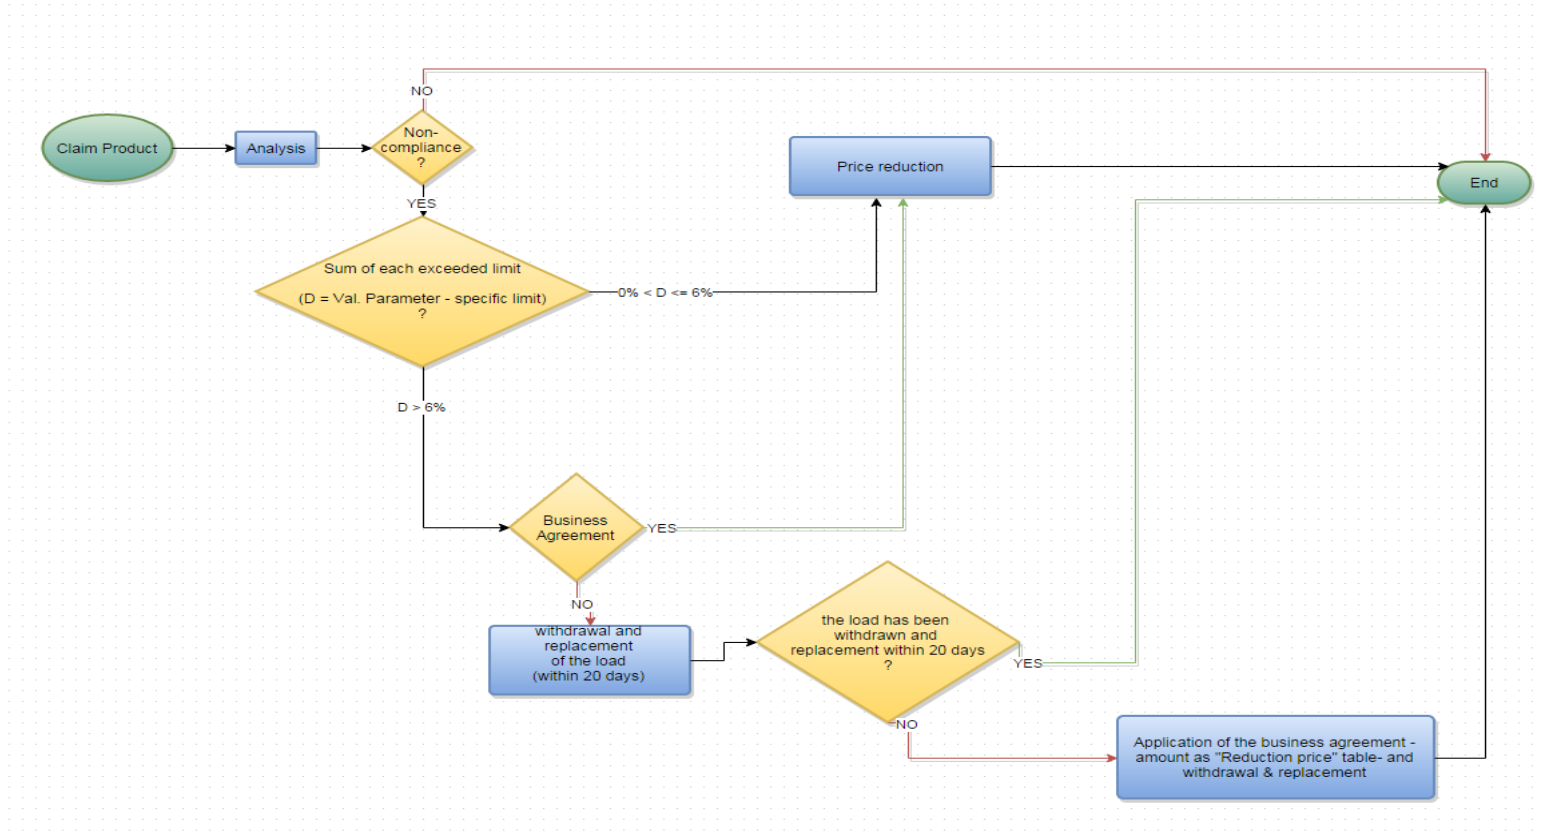 NO
Claim Product
Analysis
Non-
compliance
?
YES
Price reduction
End
Sum of each exceeded limit
(D = Val. Parameter - specific limit)
?
0% < D <= 6%
D > 6%
Business
Agreement
YES
NO
withdrawal and
replacement
of the load
(within 20 days)
the load has been
withdrawn and
replacement within 20 days
?
YES
NO
Application of the business agreement -
amount as "Reduction price" table- and
withdrawal & replacement